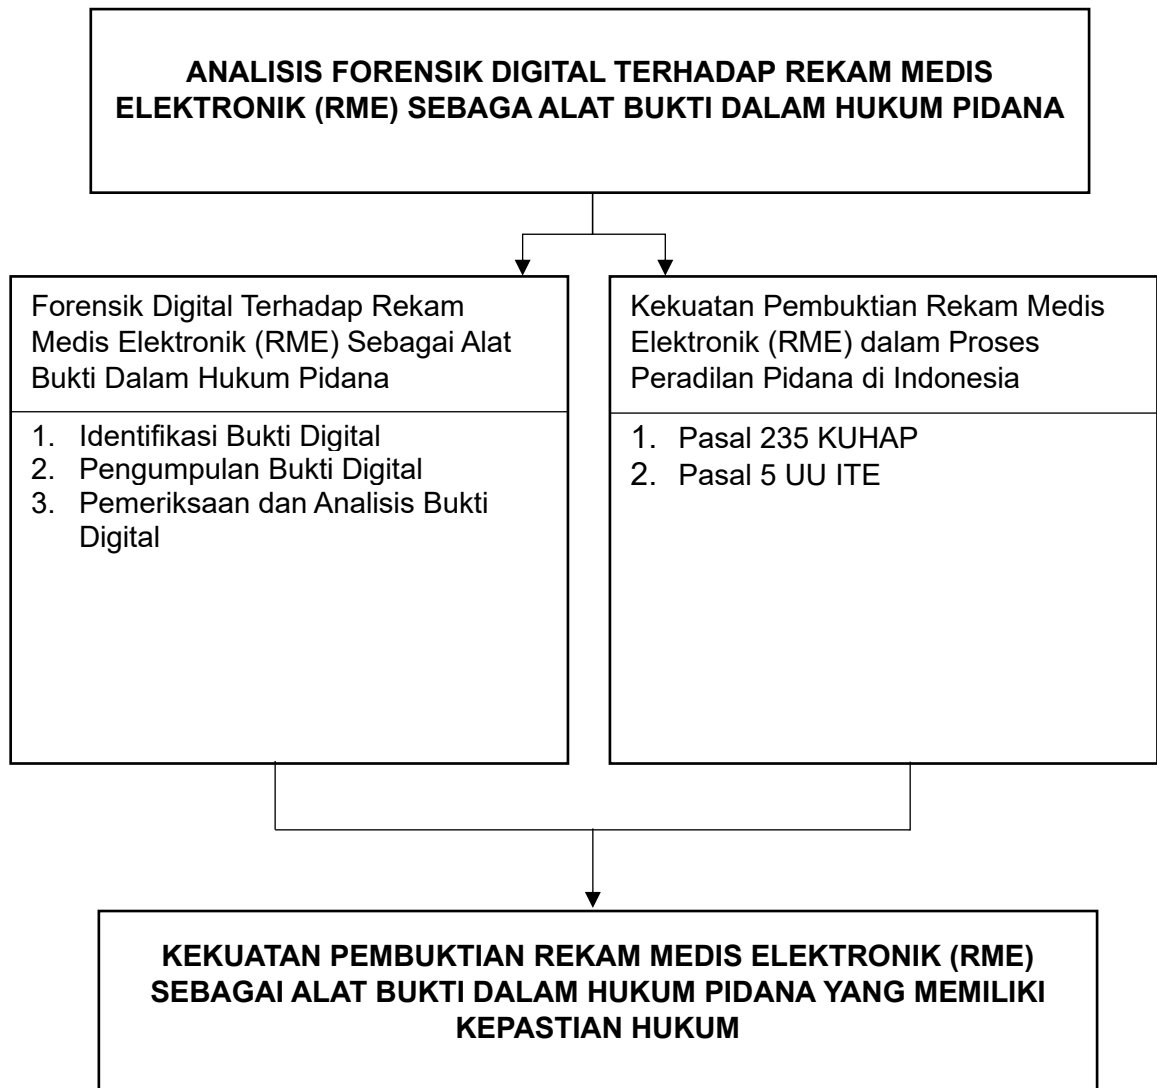 ANALISIS FORENSIK DIGITAL TERHADAP REKAM MEDIS
ELEKTRONIK (RME) SEBAGA ALAT BUKTI DALAM HUKUM PIDANA
Forensik Digital Terhadap Rekam
Medis Elektronik (RME) Sebagai Alat
Bukti Dalam Hukum Pidana
1. Identifikasi Bukti Digital
2. Pengumpulan Bukti Digital
3. Pemeriksaan dan Analisis Bukti
Digital
Kekuatan Pembuktian Rekam Medis
Elektronik (RME) dalam Proses
Peradilan Pidana di Indonesia
1. Pasal 235 KUHAP
2. Pasal 5 UU ITE
KEKUATAN PEMBUKTIAN REKAM MEDIS ELEKTRONIK (RME)
SEBAGAI ALAT BUKTI DALAM HUKUM PIDANA YANG MEMILIKI
KEPASTIAN HUKUM